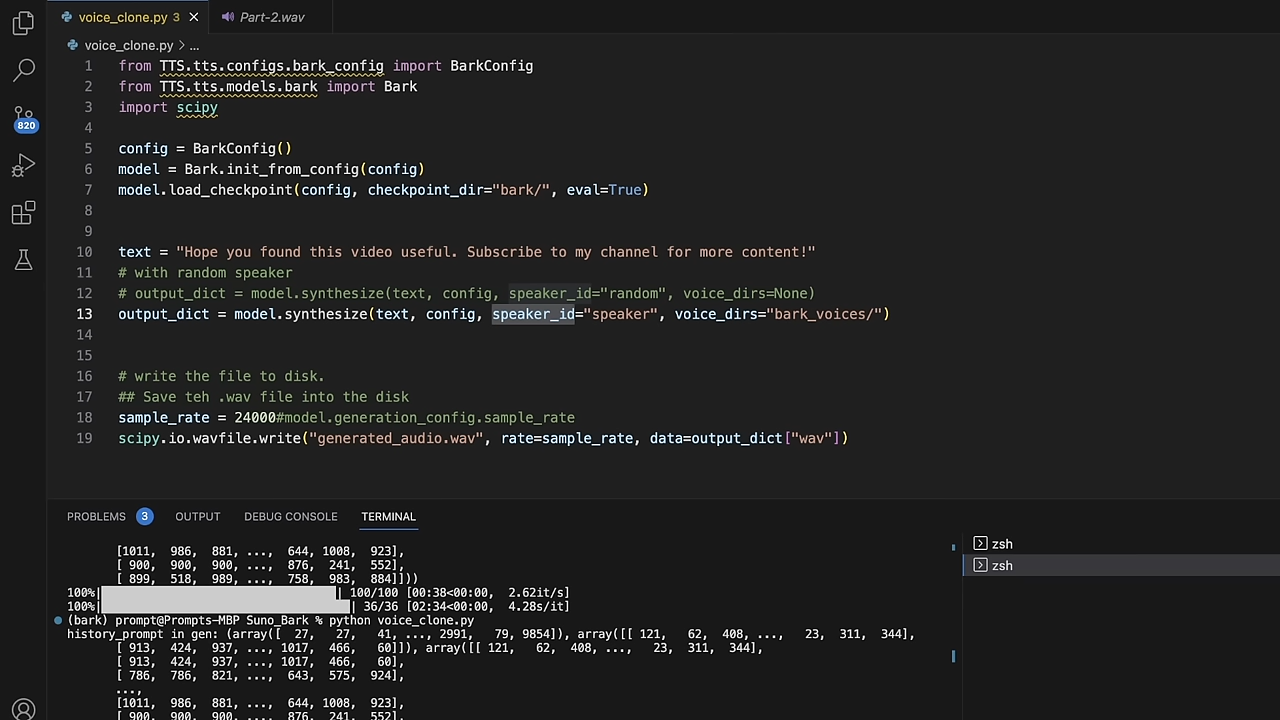 voice_clone.py 3
Part-2.wav
voice_clone.py > ...
1 from TTS.tts.configs.bark_config import BarkConfig
2 from TTS.tts.models.bark import Bark
3 import scipy
4
5 config = BarkConfig()
6 model = Bark.init_from_config(config)
7 model.load_checkpoint(config, checkpoint_dir="bark/", eval=True)
8
9
10 text = "Hope you found this video useful. Subscribe to my channel for more content!"
11 # with random speaker
12 # output_dict = model.synthesize(text, config, speaker_id="random", voice_dirs=None)
13 output_dict = model.synthesize(text, config, speaker_id="speaker", voice_dirs="bark_voices/")
14
15
16 # write the file to disk.
17 ## Save teh .wav file into the disk
18 sample_rate = 24000#model.generation_config.sample_rate
19 scipy.io.wavfile.write("generated_audio.wav", rate=sample_rate, data=output_dict["wav"])
820
PROBLEMS 3 OUTPUT DEBUG CONSOLE TERMINAL
[1011, 986, 881, ..., 644, 1008, 923],
[ 900, 900, 900, ..., 876, 241, 552],
[ 899, 518, 989, ..., 758, 983, 884]]))
100%| | 100/100 [00:38<00:00, 2.62it/s]
100%| | 36/36 [02:34<00:00, 4.28s/it]
(bark) prompt@Prompts-MBP Suno_Bark % python voice_clone.py
history_prompt in gen: (array([ 27, 27, 41, ..., 2991, 79, 9854]), array([[ 121, 62, 408, ..., 23, 311, 344],
[ 913, 424, 937, ..., 1017, 466, 60]]), array([[ 121, 62, 408, ..., 23, 311, 344],
[ 913, 424, 937, ..., 1017, 466, 60],
[ 786, 786, 821, ..., 643, 575, 924],
...,
[1011, 986, 881, ..., 644, 1008, 923],
[ 900, 900, 900, ..., 876, 241, 552],
zsh
zsh